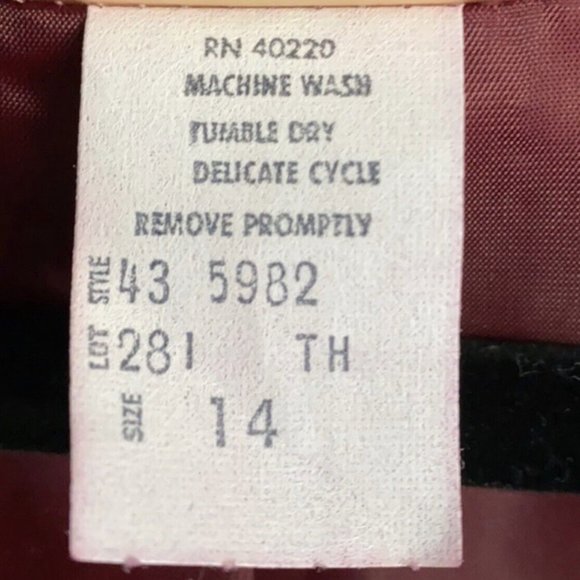 RN 40220
MACHINE WASH
TUMBLE DRY
DELICATE CYCLE
REMOVE PROMPTLY
STYLE 43 5982
LOT 281 TH
SIZE 14